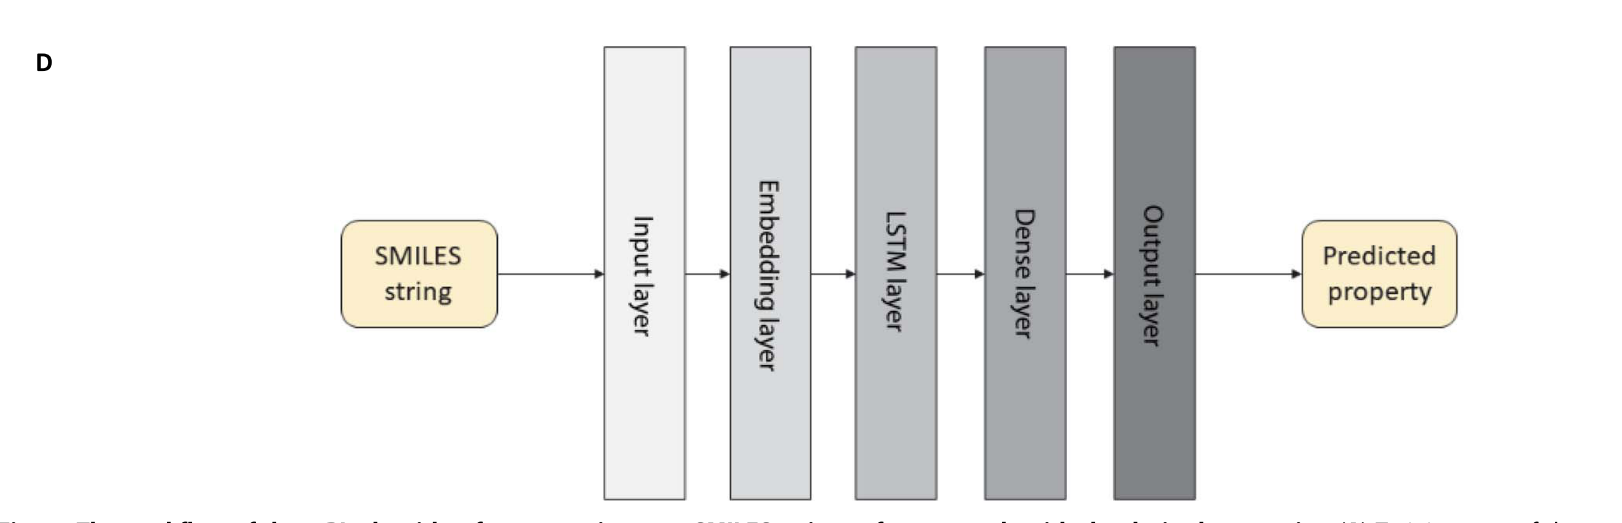 D
SMILES
string
Input layer
Embedding layer
LSTM layer
Dense layer
Output layer
Predicted
property